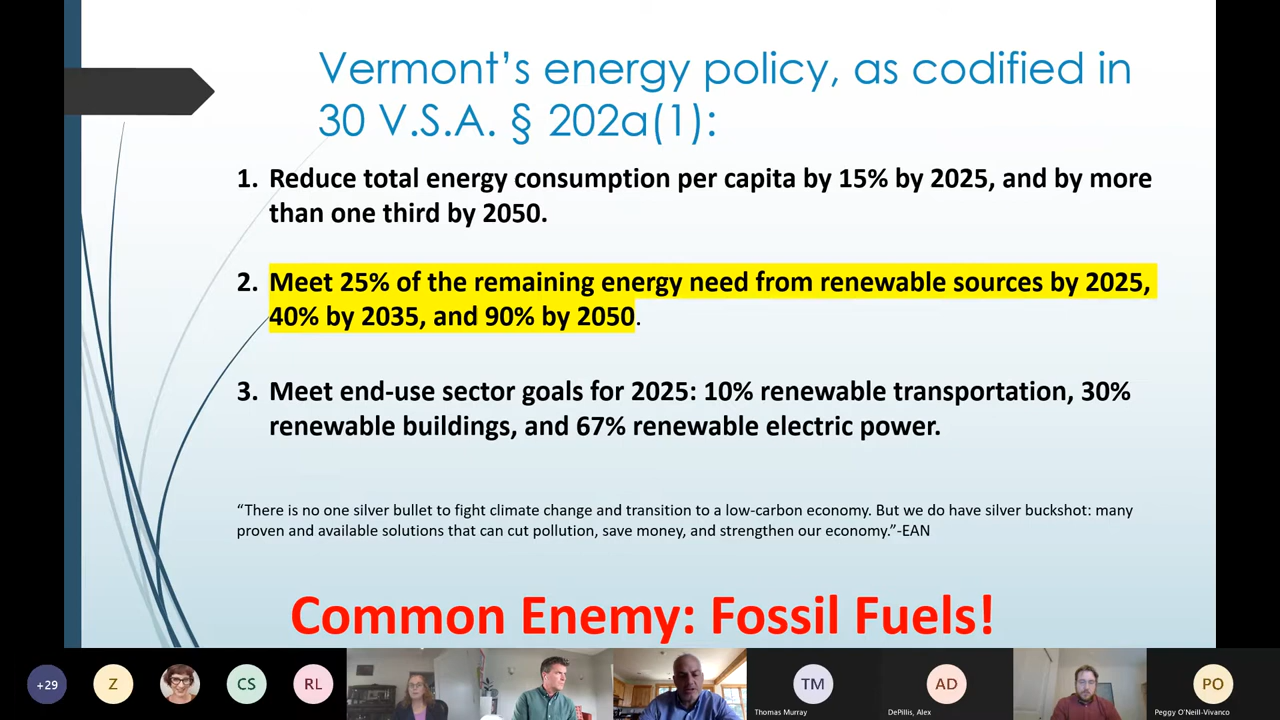 Vermont’s energy policy, as codified in
30 V.S.A. § 202a(1):
1. Reduce total energy consumption per capita by 15% by 2025, and by more
than one third by 2050.
2. Meet 25% of the remaining energy need from renewable sources by 2025,
40% by 2035, and 90% by 2050.
3. Meet end-use sector goals for 2025: 10% renewable transportation, 30%
renewable buildings, and 67% renewable electric power.
“There is no one silver bullet to fight climate change and transition to a low-carbon economy. But we do have silver buckshot: many
proven and available solutions that can cut pollution, save money, and strengthen our economy.”-EAN
Common Enemy: Fossil Fuels!
+29 Z CS RL TM AD PO
Thomas Murray DePillis, Alex Peggy O'Neill-Vivanco